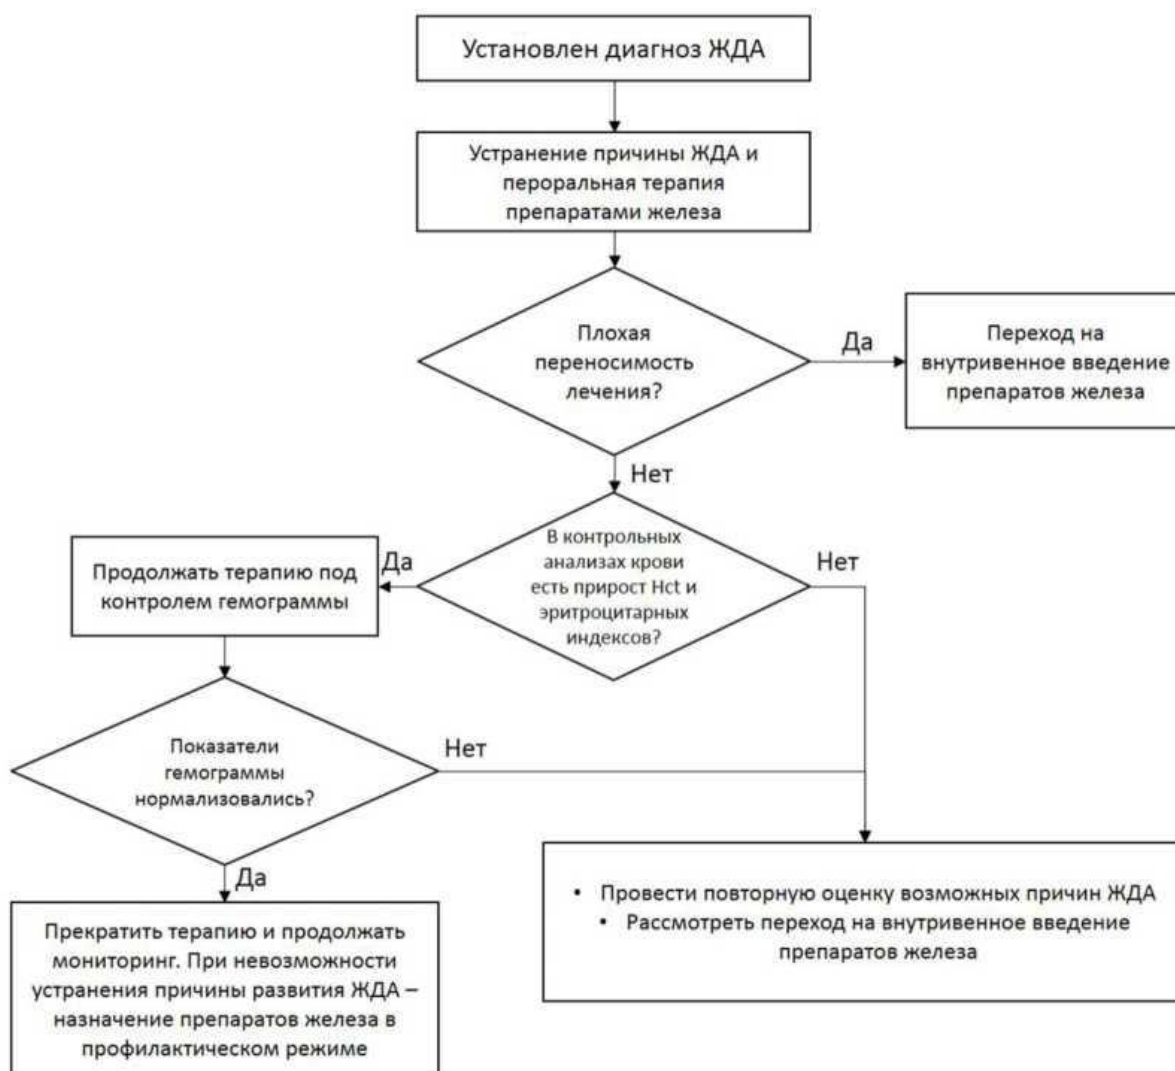 Установлен диагноз ЖДА
Устранение причины ЖДА и
пероральная терапия
препаратами железа
Плохая
переносимость
лечения?
Да
Переход на
внутривенное введение
препаратов железа
Нет
В контрольных
анализах крови
есть прирост Hct и
эритроцитарных
индексов?
Да
Нет
Продолжать терапию под
контролем гемограммы
Показатели
гемограммы
нормализовались?
Нет
Да
• Провести повторную оценку возможных причин ЖДА
• Рассмотреть переход на внутривенное введение
препаратов железа
Прекратить терапию и продолжать
мониторинг. При невозможности
устранения причины развития ЖДА –
назначение препаратов железа в
профилактическом режиме